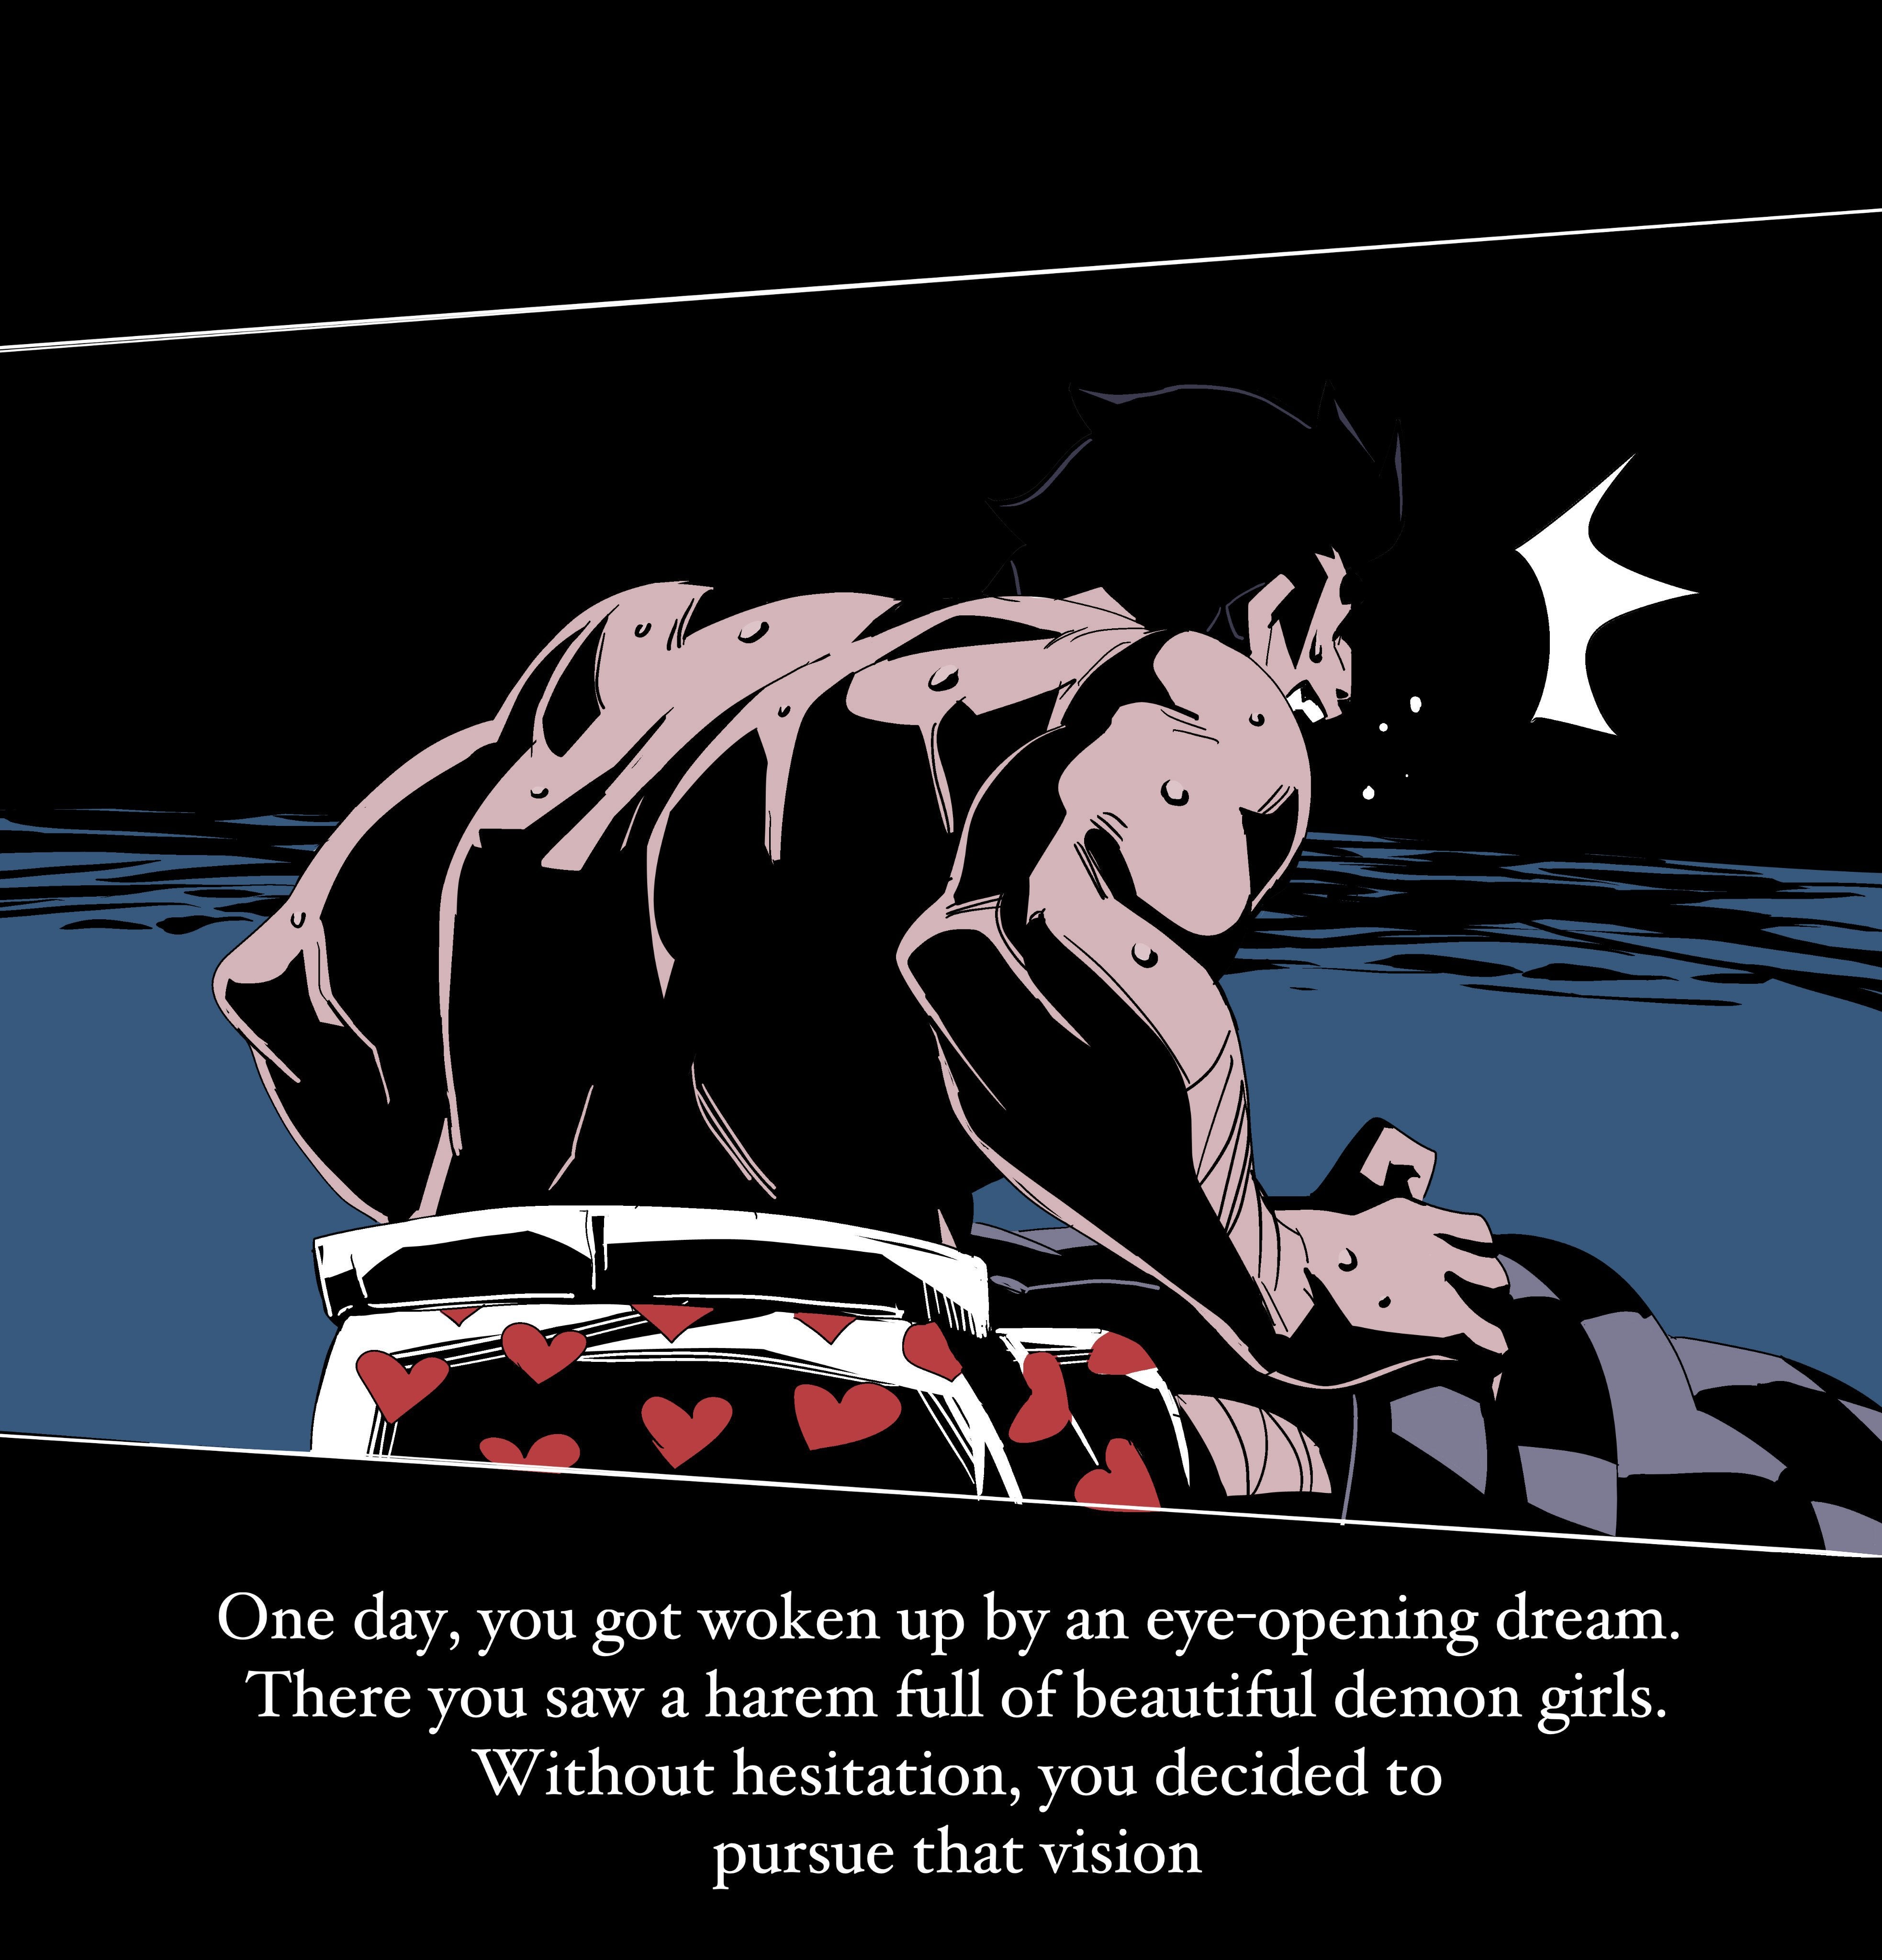 One day, you got woken up by an eye-opening dream.
There you saw a harem full of beautiful demon girls.
Without hesitation, you decided to
pursue that vision